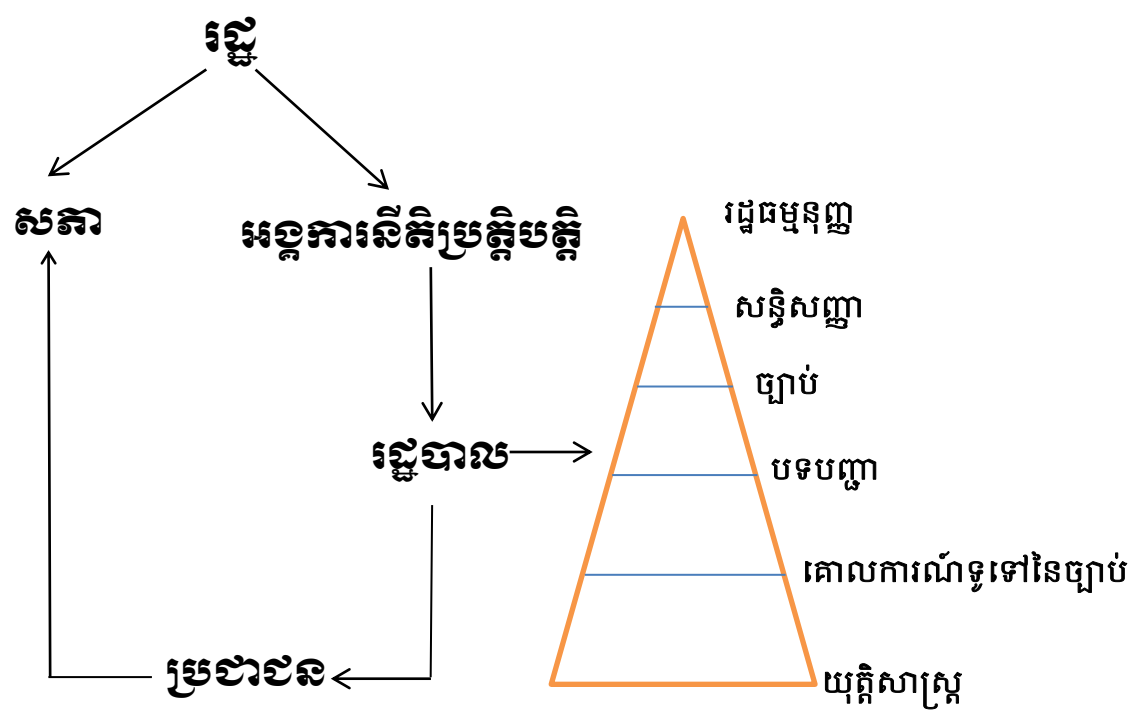 រដ្ឋ
សភា
អង្គការនីតិប្រត្តិបត្តិ
រដ្ឋបាល
ប្រជាជន
រដ្ឋធម្មនុញ្ញ
សន្ធិសញ្ញា
ច្បាប់
បទបញ្ជា
គោលការណ៍ទូទៅនៃច្បាប់
យុត្តិសាស្ត្រ